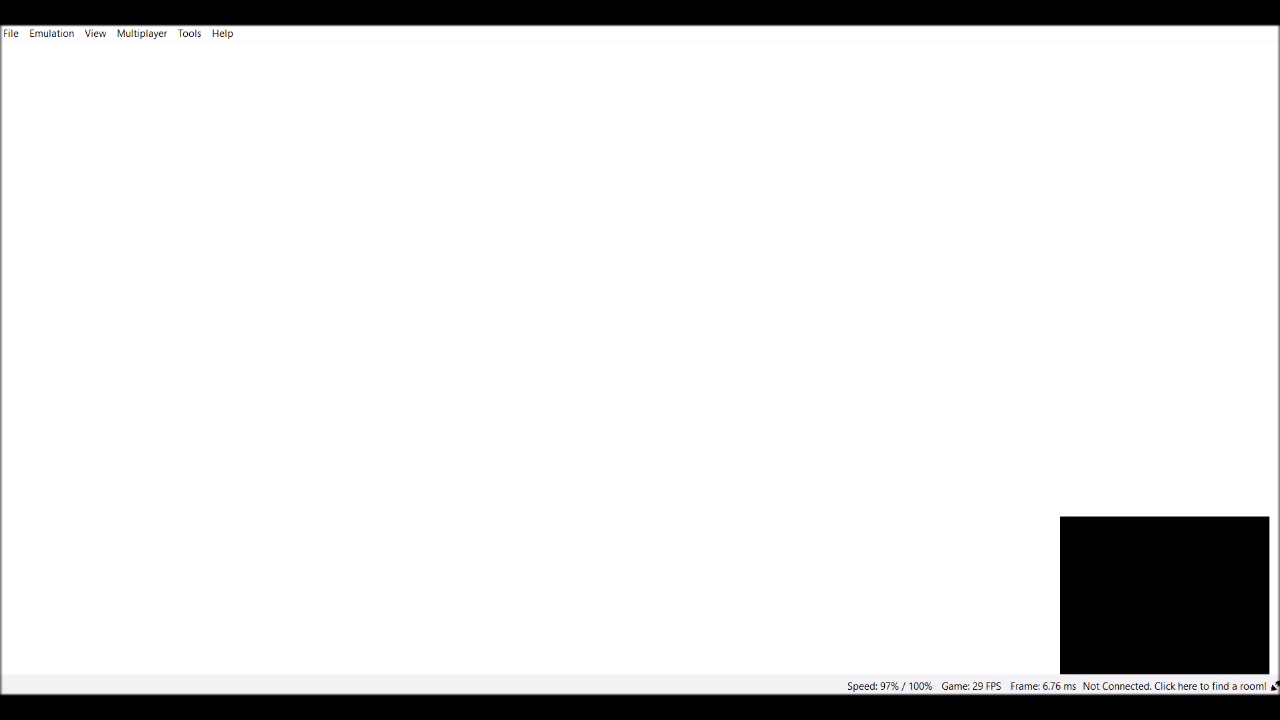 File Emulation View Multiplayer Tools Help
Speed: 97% / 100% Game: 29 FPS Frame: 6.76 ms Not Connected. Click here to find a room!